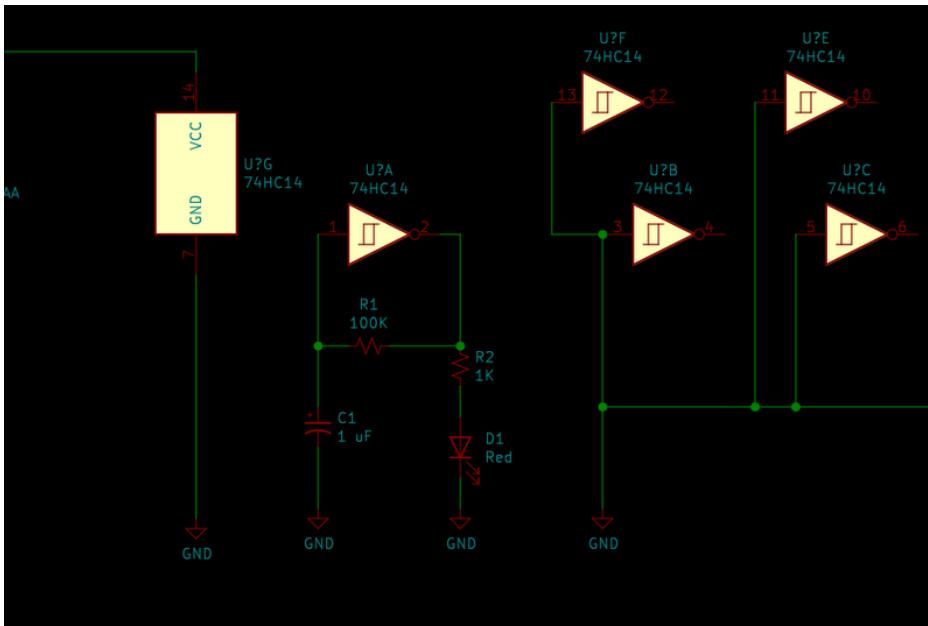 U?F
74HC14
13
12
U?E
74HC14
11
10
14
VCC
GND
7
U?G
74HC14
AA
U?A
74HC14
1
2
U?B
74HC14
3
4
U?C
74HC14
5
6
R1
100K
R2
1K
C1
1 uF
D1
Red
GND
GND
GND
GND